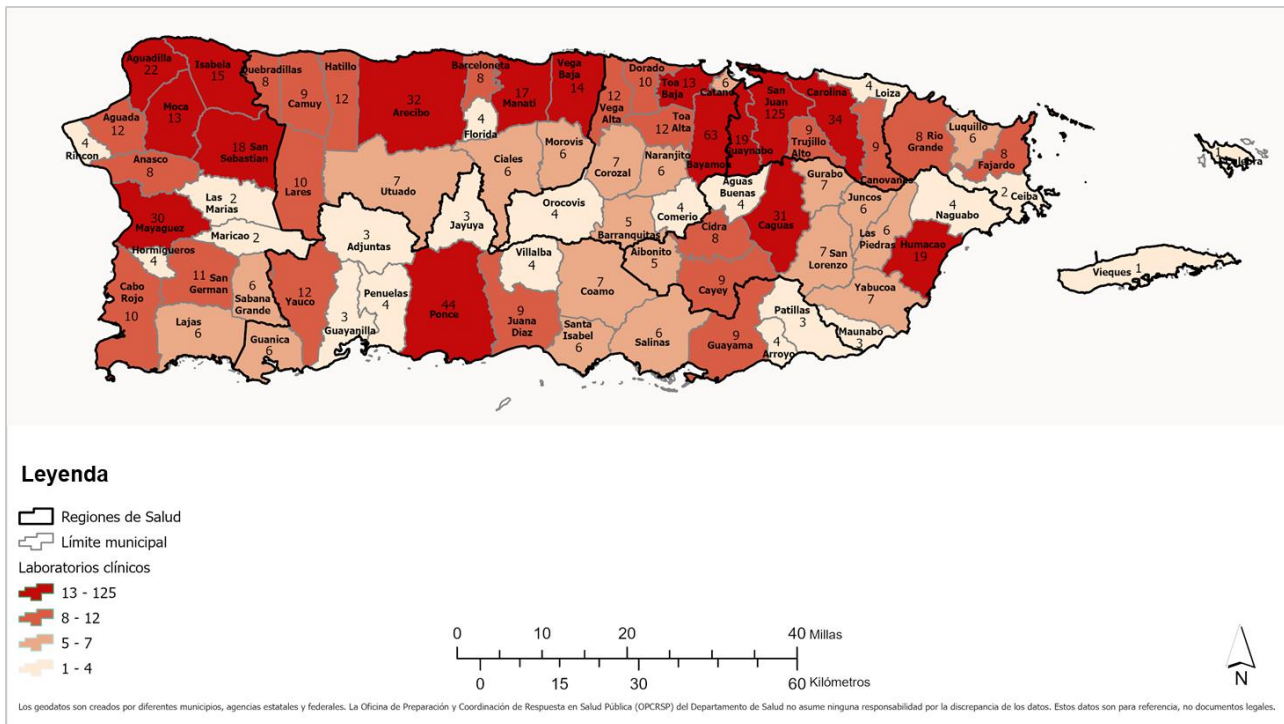 Aguadilla
22
Isabela
15
Quebradillas
8
Hatillo
12
9
Camuy
32
Arecibo
Barceloneta
8
17
Manati
Vega
Baja
14
Dorado
10
12
Vega
Alta
Toa 13
Baja
6
Catano
San
Juan
125
Carolina
34
4
Loiza
Moca
13
Aguada
12
4
Rincon
18 San
Sebastian
Anasco
8
4
Florida
12 Toa
Alta
63
Bayamon
19
Guaynabo
9
Trujillo
Alto
9
Canovanas
8 Rio
Grande
Luquillo
6
8
Fajardo
2
Ceiba
Morovis
6
Ciales
6
7
Corozal
Naranjito
6
Aguas
Buenas
4
Gurabo
7
Juncos
6
4
Naguabo
10
Lares
7
Utuado
Las 2
Marias
30
Mayaguez
Maricao 2
Hormigueros
4
3
Adjuntas
3
Jayuya
Orocovis
4
5
Barranquitas
4
Comerio
31
Caguas
Cidra
8
Las 6
Piedras
Humacao
19
7 San
Lorenzo
Villalba
4
Aibonito
5
7
Coamo
9
Cayey
Yabucoa
7
Vieques 1
Cabo
Rojo
10
11 San
German
6
Sabana
Grande
12
Yauco
Penuelas
4
3
Guayanilla
44
Ponce
9
Juana
Diaz
Lajas
6
Guanica
6
Santa
Isabel
6
6
Salinas
9
Guayama
Patillas
3
4
Arroyo
Maunabo
3
Leyenda
Regiones de Salud
Límite municipal
Laboratorios clínicos
13 - 125
8 - 12
5 - 7
1 - 4
0 10 20 40 Millas
0 15 30 60 Kilómetros
N
Los geodatos son creados por diferentes municipios, agencias estatales y federales. La Oficina de Preparación y Coordinación de Respuesta en Salud Pública (OPCRSP) del Departamento de Salud no asume ninguna responsabilidad por la discrepancia de los datos. Estos datos son para referencia, no documentos legales.